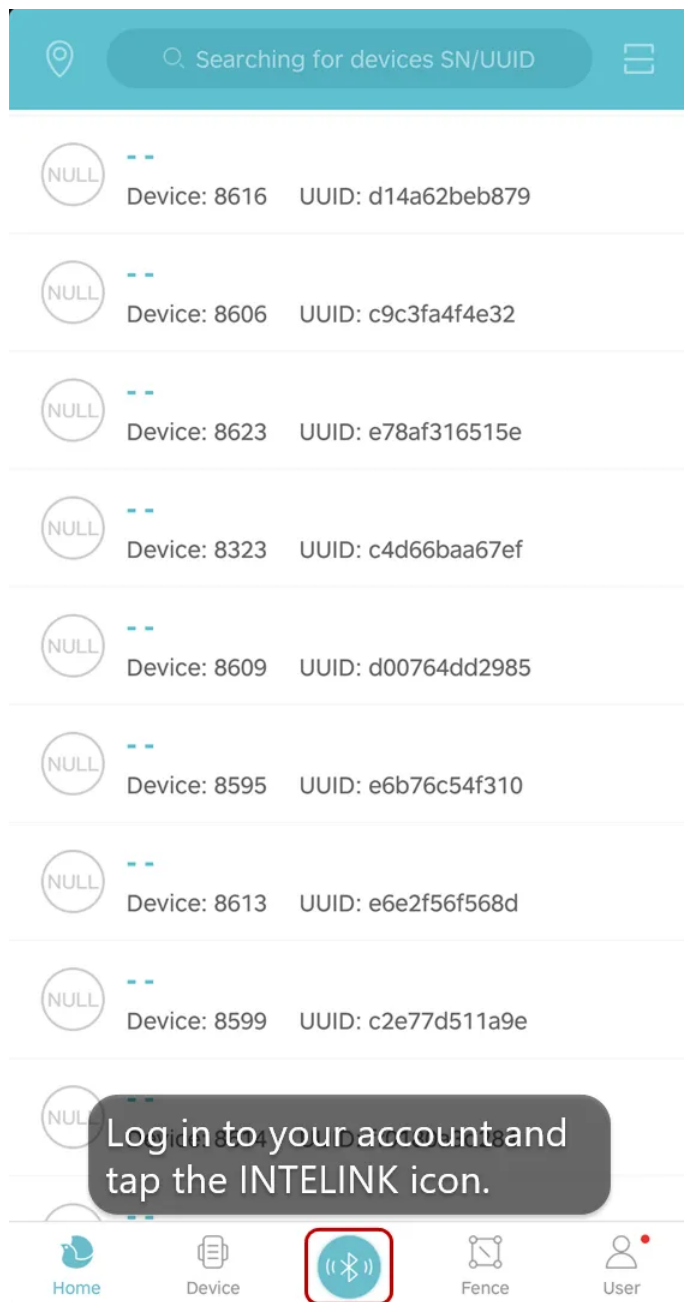 Searching for devices SN/UUID
NULL
- -
Device: 8616 UUID: d14a62beb879
NULL
- -
Device: 8606 UUID: c9c3fa4f4e32
NULL
- -
Device: 8623 UUID: e78af316515e
NULL
- -
Device: 8323 UUID: c4d66baa67ef
NULL
- -
Device: 8609 UUID: d00764dd2985
NULL
- -
Device: 8595 UUID: e6b76c54f310
NULL
- -
Device: 8613 UUID: e6e2f56f568d
NULL
- -
Device: 8599 UUID: c2e77d511a9e
NULL
- -
Log in to your account and
tap the INTELINK icon.
- -
Home Device Fence User